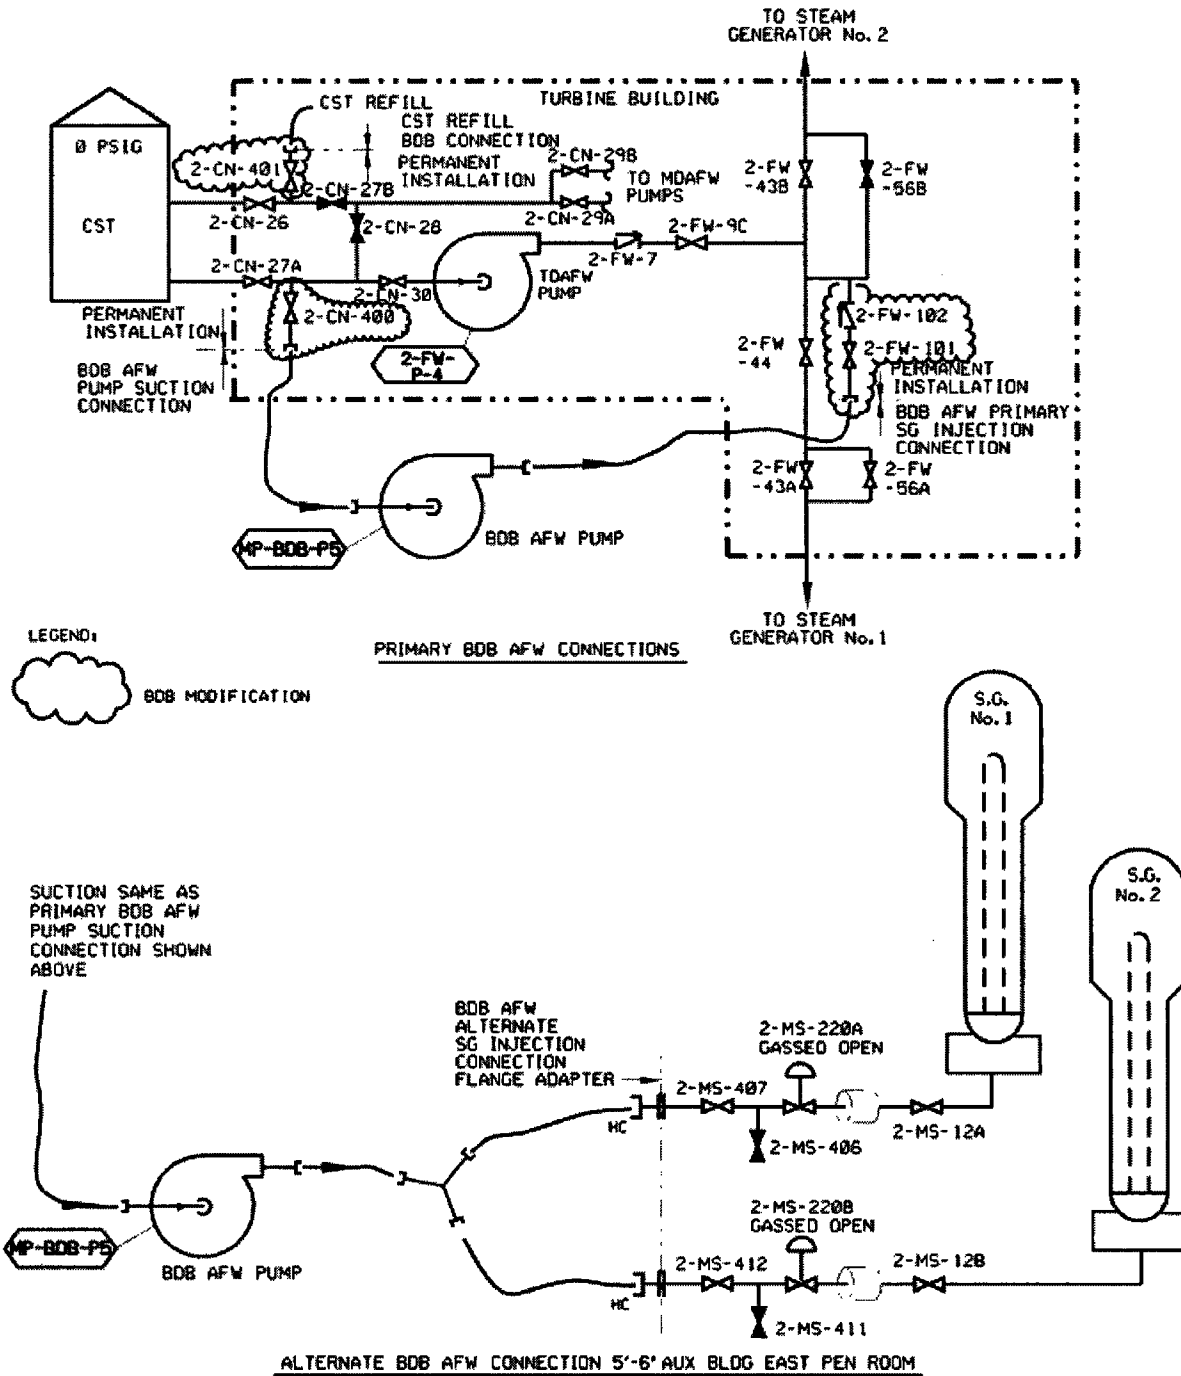 TO STEAM
GENERATOR No. 2
TURBINE BUILDING
CST REFILL
CST REFILL
BDB CONNECTION
PERMANENT
INSTALLATION
0 PSIG
CST
2-CN-401
2-CN-27B
2-CN-26
2-CN-28
2-CN-29B
TO MDAFW
PUMPS
2-CN-29A
2-FW
-43B
2-FW
-56B
2-FW-9C
2-FW-7
2-CN-27A
2-CN-30
TDAFW
PUMP
2-CN-400
PERMANENT
INSTALLATION
BDB AFW
PUMP SUCTION
CONNECTION
2-FW-
P-4
2-FW
-44
2-FW-102
2-FW-101
PERMANENT
INSTALLATION
BDB AFW PRIMARY
SG INJECTION
CONNECTION
2-FW
-43A
2-FW
-56A
MP-BDB-P5
BDB AFW PUMP
TO STEAM
GENERATOR No. 1
PRIMARY BDB AFW CONNECTIONS
LEGEND:
BDB MODIFICATION
S.G.
No. 1
S.G.
No. 2
SUCTION SAME AS
PRIMARY BDB AFW
PUMP SUCTION
CONNECTION SHOWN
ABOVE
BDB AFW
ALTERNATE
SG INJECTION
CONNECTION
FLANGE ADAPTER
2-MS-220A
GASSED OPEN
2-MS-407
HC
2-MS-406
2-MS-12A
2-MS-220B
GASSED OPEN
2-MS-412
2-MS-12B
HC
2-MS-411
MP-BDB-P5
BDB AFW PUMP
ALTERNATE BDB AFW CONNECTION 5'-6" AUX BLDG EAST PEN ROOM